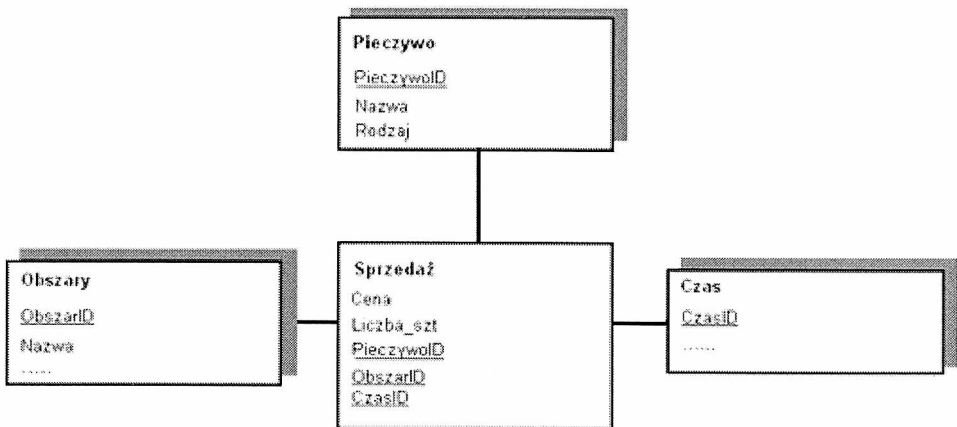 Pieczywo
PieczywoID
Nazwa
Rodzaj
Obszary
ObszarID
Nazwa
.....
Sprzedaż
Cena
Liczba_szt
PieczywoID
ObszarID
CzasID
Czas
CzasID
......